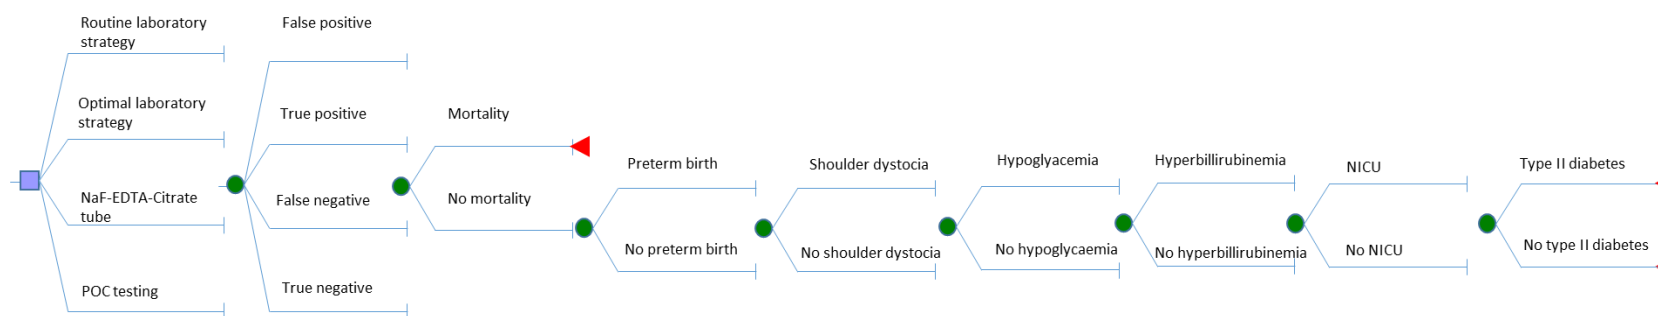 Routine laboratory
strategy
Optimal laboratory
strategy
NaF-EDTA-Citrate
tube
POC testing
False positive
True positive
False negative
True negative
Mortality
No mortality
Preterm birth
No preterm birth
Shoulder dystocia
No shoulder dystocia
Hypoglyacemia
No hypoglycaemia
Hyperbillirubinemia
No hyperbillirubinemia
NICU
No NICU
Type II diabetes
No type II diabetes